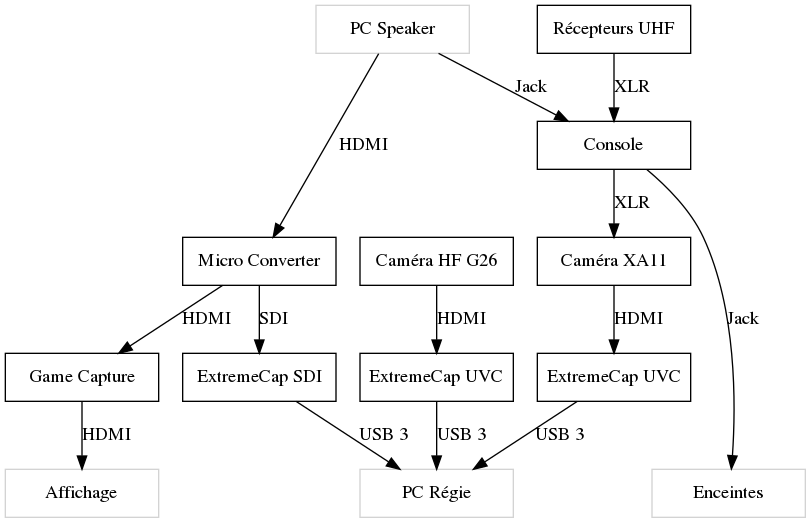 PC Speaker
Récepteurs UHF
Jack
XLR
HDMI
Console
XLR
Micro Converter
Caméra HF G26
Caméra XA11
HDMI
SDI
HDMI
HDMI
Jack
Game Capture
ExtremeCap SDI
ExtremeCap UVC
ExtremeCap UVC
HDMI
USB 3
USB 3
USB 3
Affichage
PC Régie
Enceintes